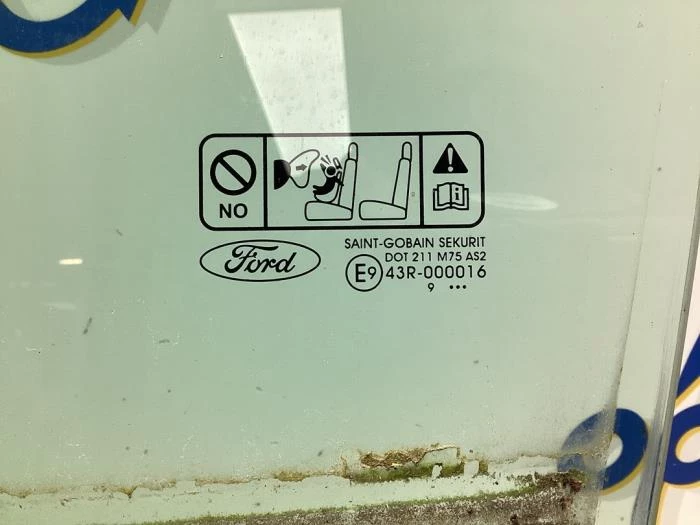 NO
Ford
SAINT-GOBAIN SEKURIT
DOT 211 M75 AS2
E9 43R-000016
9 •••